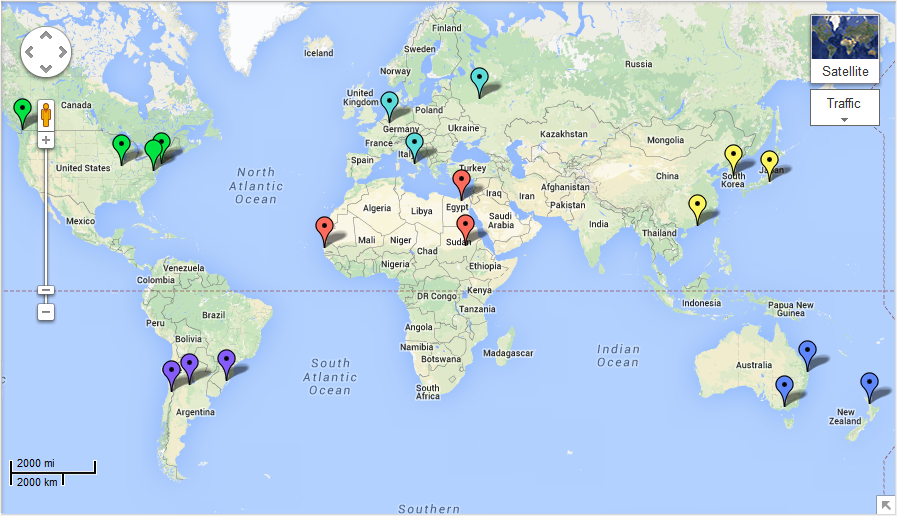 Finland
Iceland
Sweden
Norway
Russia
Satellite
Traffic
United
Kingdom
Poland
Canada
Germany
Ukraine
France
Kazakhstan
Mongolia
Spain
Turkey
United States
North
Atlantic
Ocean
China
South
Korea
Iraq
Iran
Afghanistan
Pakistan
Algeria
Libya
Egypt
Saudi
Arabia
Mexico
India
Thailand
Mali
Niger
Chad
Sudan
Nigeria
Ethiopia
Venezuela
Colombia
Kenya
DR Congo
Indonesia
Papua New
Guinea
Tanzania
Peru
Brazil
Angola
Bolivia
Namibia
Botswana
Madagascar
Indian
Ocean
South
Atlantic
Ocean
Australia
South
Africa
Argentina
New
Zealand
2000 mi
2000 km
Southern